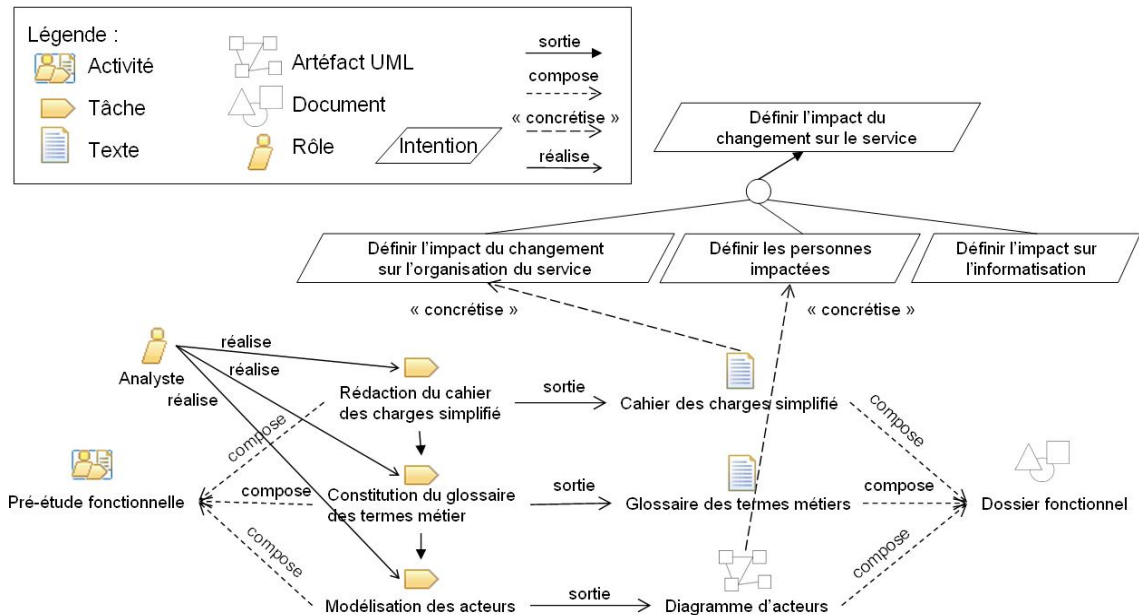 Légende :
Activité
Tâche
Texte
Artéfact UML
Document
Rôle
Intention
sortie
compose
« concrétise »
réalise
Définir l'impact du
changement sur le service
Définir l'impact du changement
sur l'organisation du service
Définir les personnes
impactées
Définir l'impact sur
l'informatisation
« concrétise »
« concrétise »
Analyste
réalise
réalise
réalise
Rédaction du cahier
des charges simplifié
sortie
Cahier des charges simplifié
compose
compose
Pré-étude fonctionnelle
compose
Constitution du glossaire
des termes métier
sortie
Glossaire des termes métiers
compose
Dossier fonctionnel
compose
Modélisation des acteurs
sortie
Diagramme d'acteurs
compose